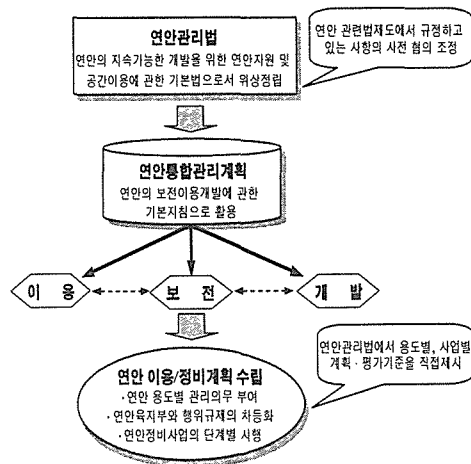 연안관리법
연안의 지속가능한 개발을 위한 연안자원 및
공간이용에 관한 기본법으로서 위상정립
연안 관련법제도에서 규정하고
있는 사항의 사전 협의 조정
연안통합관리계획
연안의 보전이용개발에 관한
기본지침으로 활용
이 용
보 전
개 발
연안 이용/정비계획 수립
·연안 용도별 관리의무 부여
·연안육지부와 행위규제의 차등화
·연안정비사업의 단계별 시행
연안관리법에서 용도별, 사업별
계획·평가기준을 직접제시